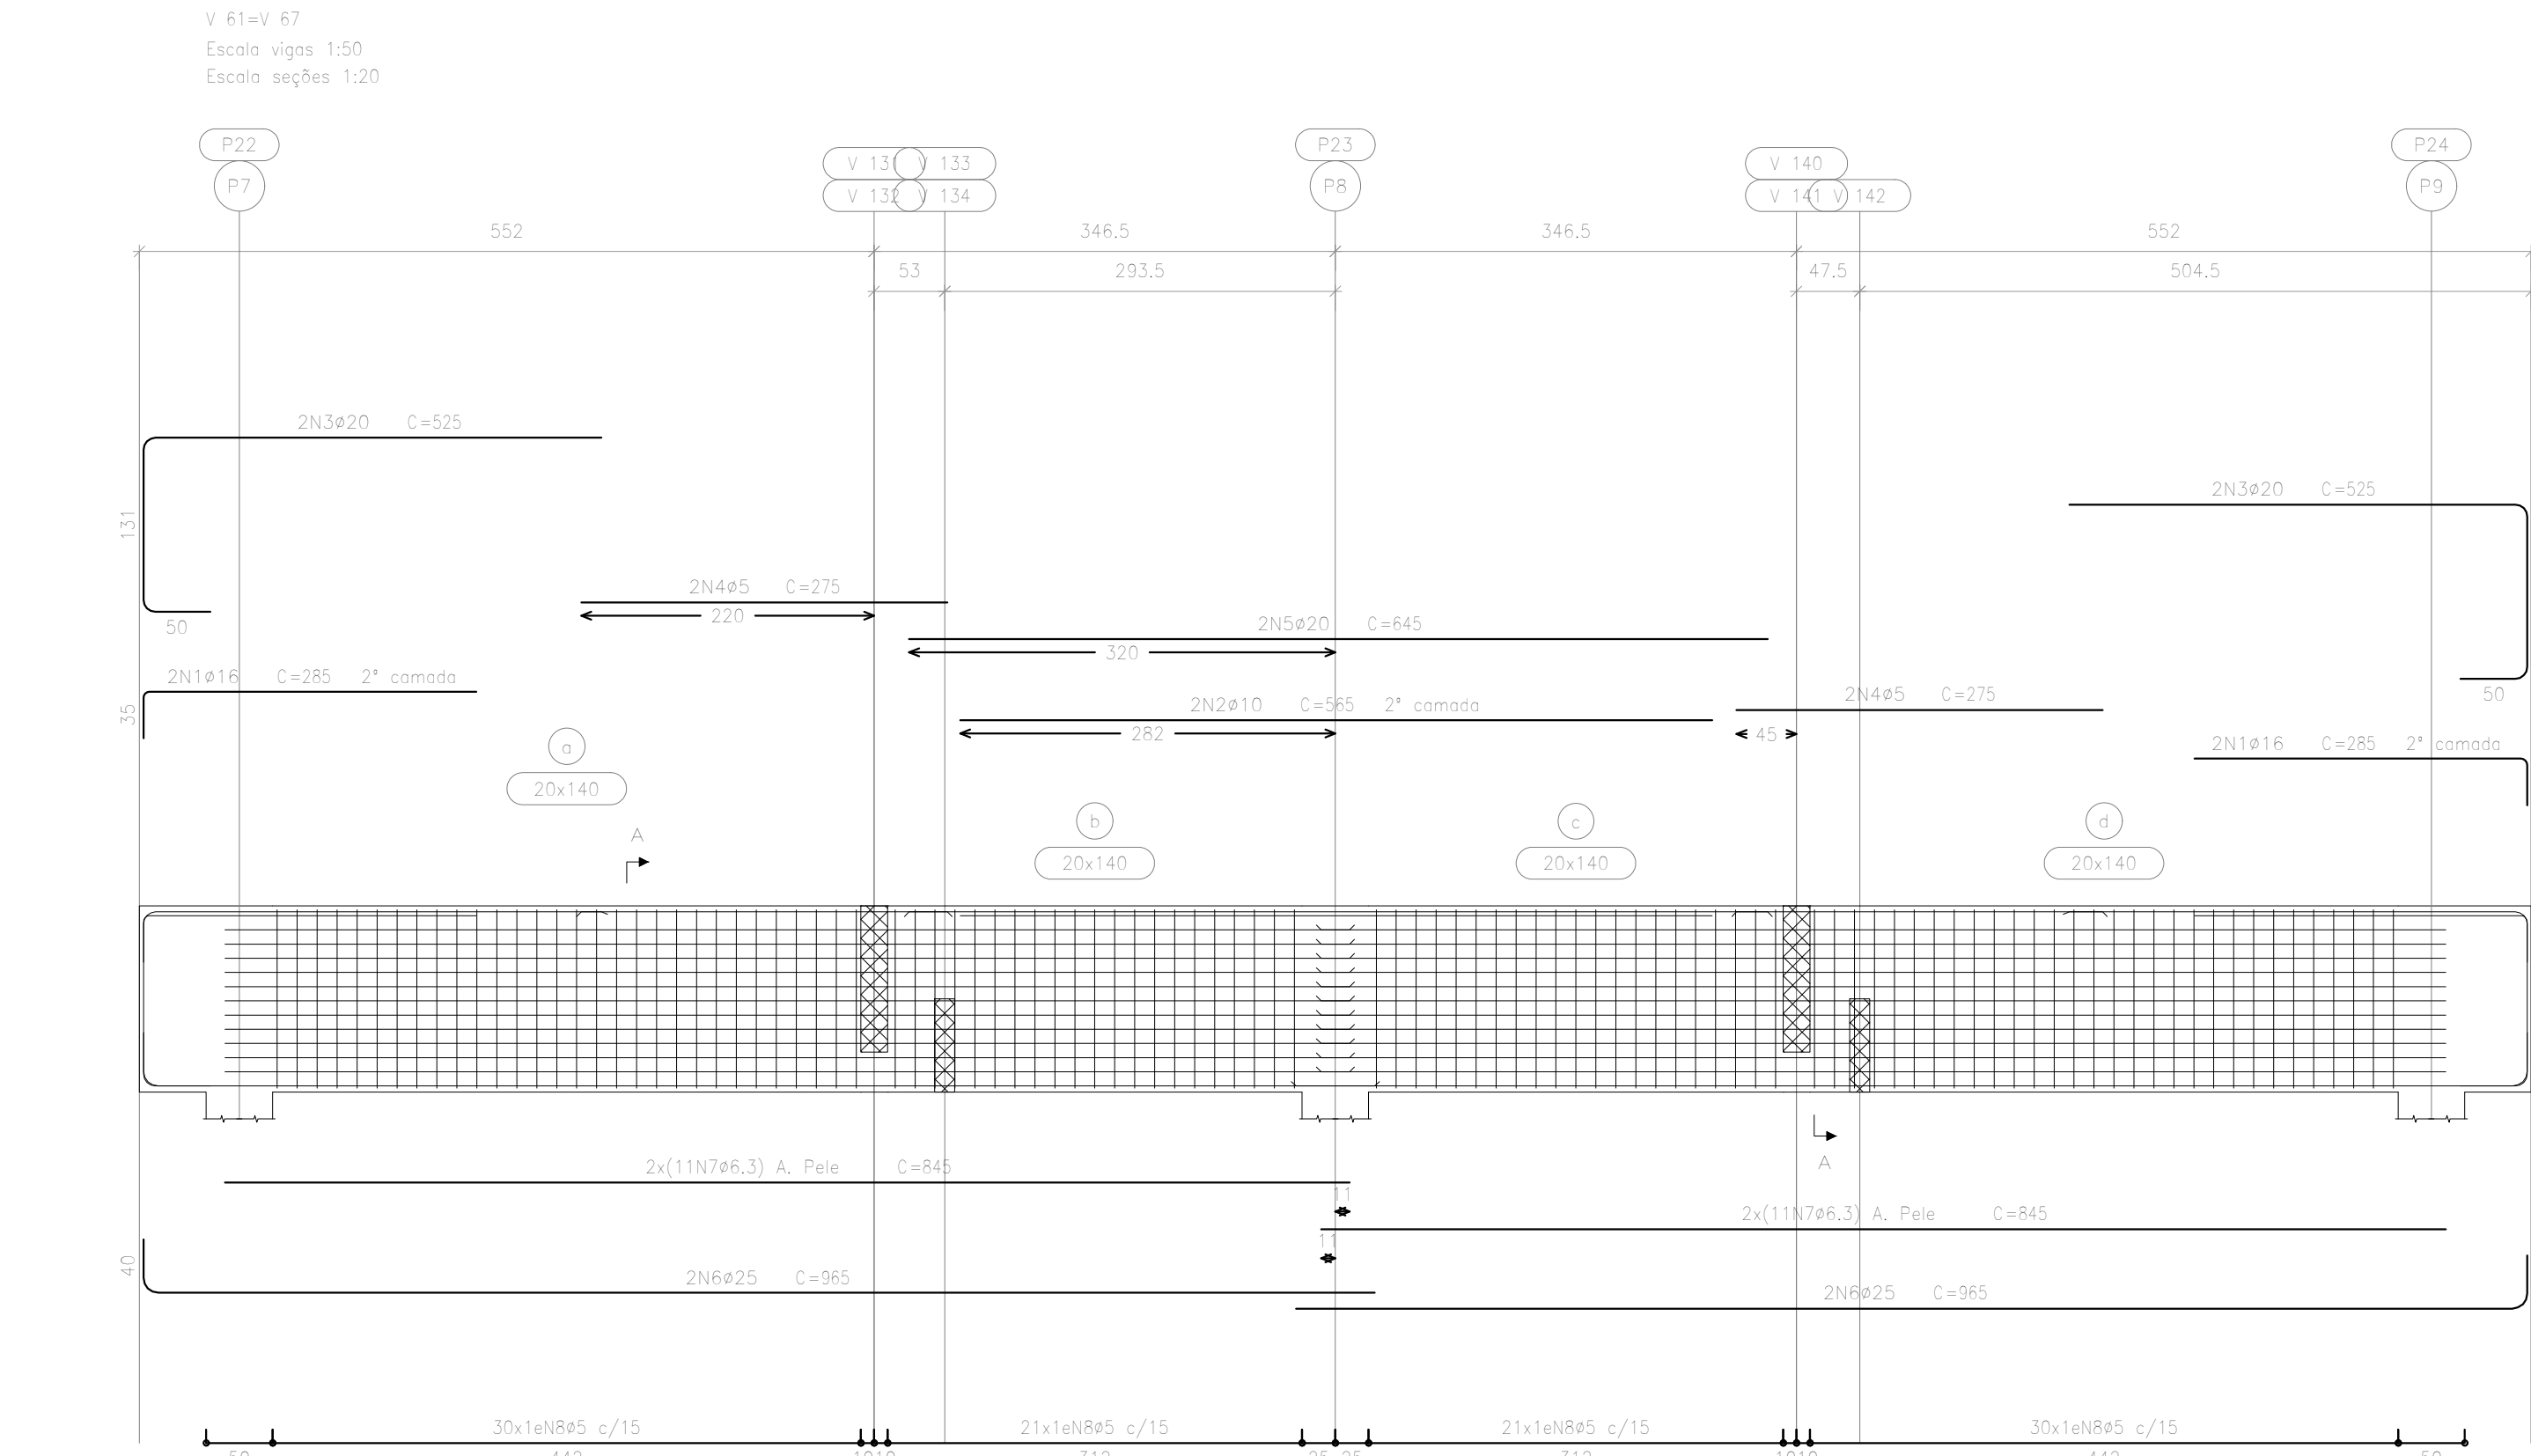 V 61=V 67
Escala vigas 1:50
Escala seções 1:20
P22
P23
P24
V 131
V 133
V 140
P7
P8
P9
V 132
V 134
V 141
V 142
552
346.5
346.5
552
53
293.5
47.5
504.5
2N3ø20 C=525
131
50
2N3ø20 C=525
50
2N4ø5 C=275
220
2N5ø20 C=645
320
2N1ø16 C=285 2ª camada
35
2N2ø10 C=565 2ª camada
282
2N4ø5 C=275
45
2N1ø16 C=285 2ª camada
a
20x140
b
20x140
c
20x140
d
20x140
A
A
2x(11N7ø6.3) A. Pele C=845
11
2x(11N7ø6.3) A. Pele C=845
11
40
2N6ø25 C=965
2N6ø25 C=965
30x1eN8ø5 c/15
21x1eN8ø5 c/15
21x1eN8ø5 c/15
30x1eN8ø5 c/15